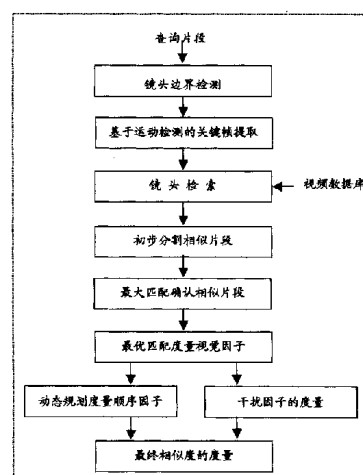 查询片段
镜头边界检测
基于运动检测的关键帧提取
镜头检索
视频数据库
初步分割相似片段
最大匹配确认相似片段
最优匹配度量视觉因子
动态规划度量顺序因子
干扰因子的度量
最终相似度的度量